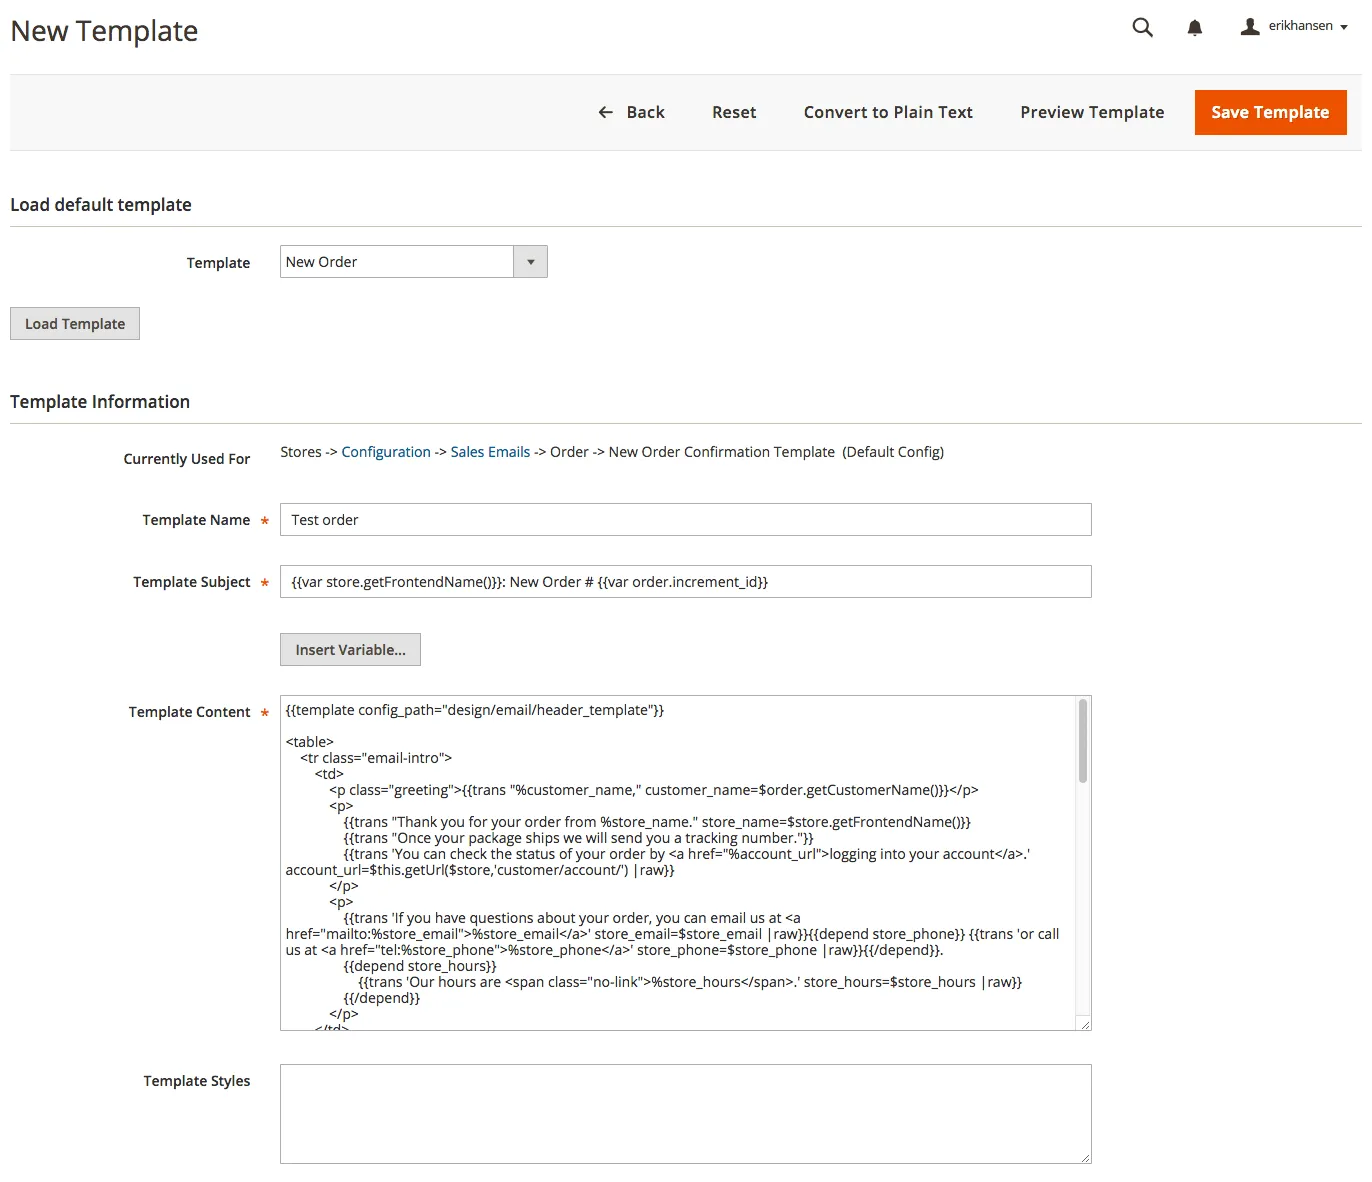 New Template
erikhansen
Back
Reset
Convert to Plain Text
Preview Template
Save Template
Load default template
Template
New Order
Load Template
Template Information
Currently Used For
Stores -> Configuration -> Sales Emails -> Order -> New Order Confirmation Template (Default Config)
Template Name *
Test order
Template Subject *
{{var store.getFrontendName()}}: New Order # {{var order.increment_id}}
Insert Variable...
Template Content *
{{template config_path="design/email/header_template"}}
<table>
<tr class="email-intro">
<td>
<p class="greeting">{{trans "%customer_name," customer_name=$order.getCustomerName()}}</p>
<p>
{{trans "Thank you for your order from %store_name." store_name=$store.getFrontendName()}}
{{trans "Once your package ships we will send you a tracking number."}}
{{trans 'You can check the status of your order by <a href="%account_url">logging into your account</a>.'
account_url=$this.getUrl($store,'customer/account/') |raw}}
</p>
<p>
{{trans 'If you have questions about your order, you can email us at <a
href="mailto:%store_email">%store_email</a>' store_email=$store_email |raw}}{{depend store_phone}} {{trans 'or call
us at <a href="tel:%store_phone">%store_phone</a>' store_phone=$store_phone |raw}}{{/depend}}.
{{depend store_hours}}
{{trans 'Our hours are <span class="no-link">%store_hours</span>.' store_hours=$store_hours |raw}}
{{/depend}}
</p>
</td>
Template Styles